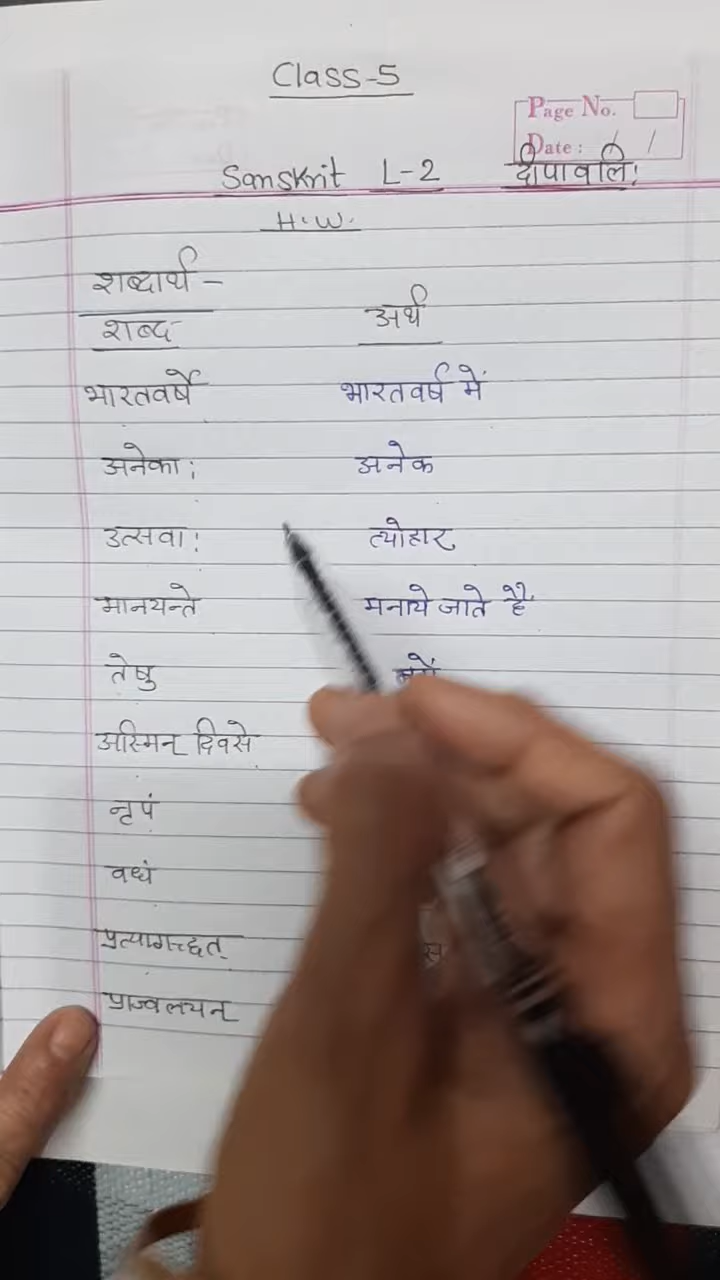 Class-5
Page No.
Date: / /
Sanskrit L-2 दीपावलि:
H.W.
शब्दार्थ -
शब्द अर्थ
भारतवर्षे भारतवर्ष में
अनेका: अनेक
उत्सवा: त्योहार
मानयन्ते मनाये जाते हैं
तेषु
अस्मिन् दिवसे
नृपं
वधं
प्रत्यागच्छत्
प्राज्वलयन्